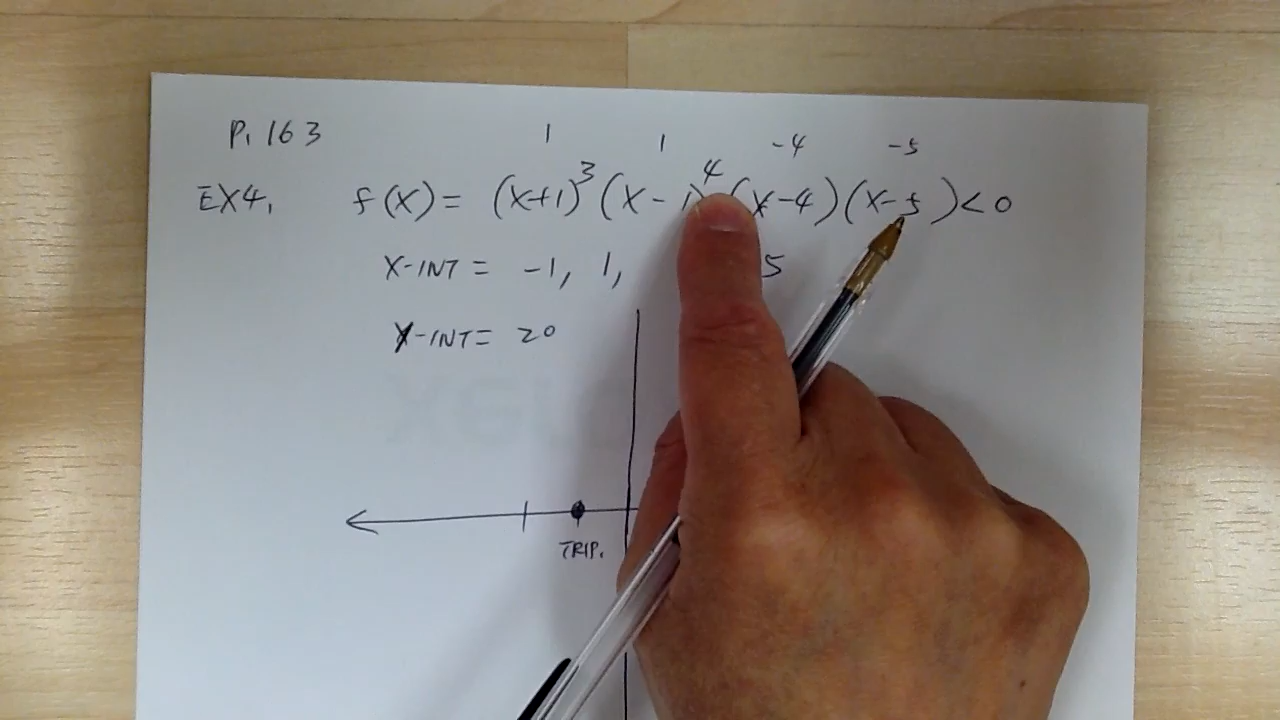 P. 163
1 1 -4 -5
EX4. f(x) = (x+1)³(x-1)⁴(x-4)(x-5)<0
X-INT = -1, 1, 5
Y-INT = 20
TRIP.